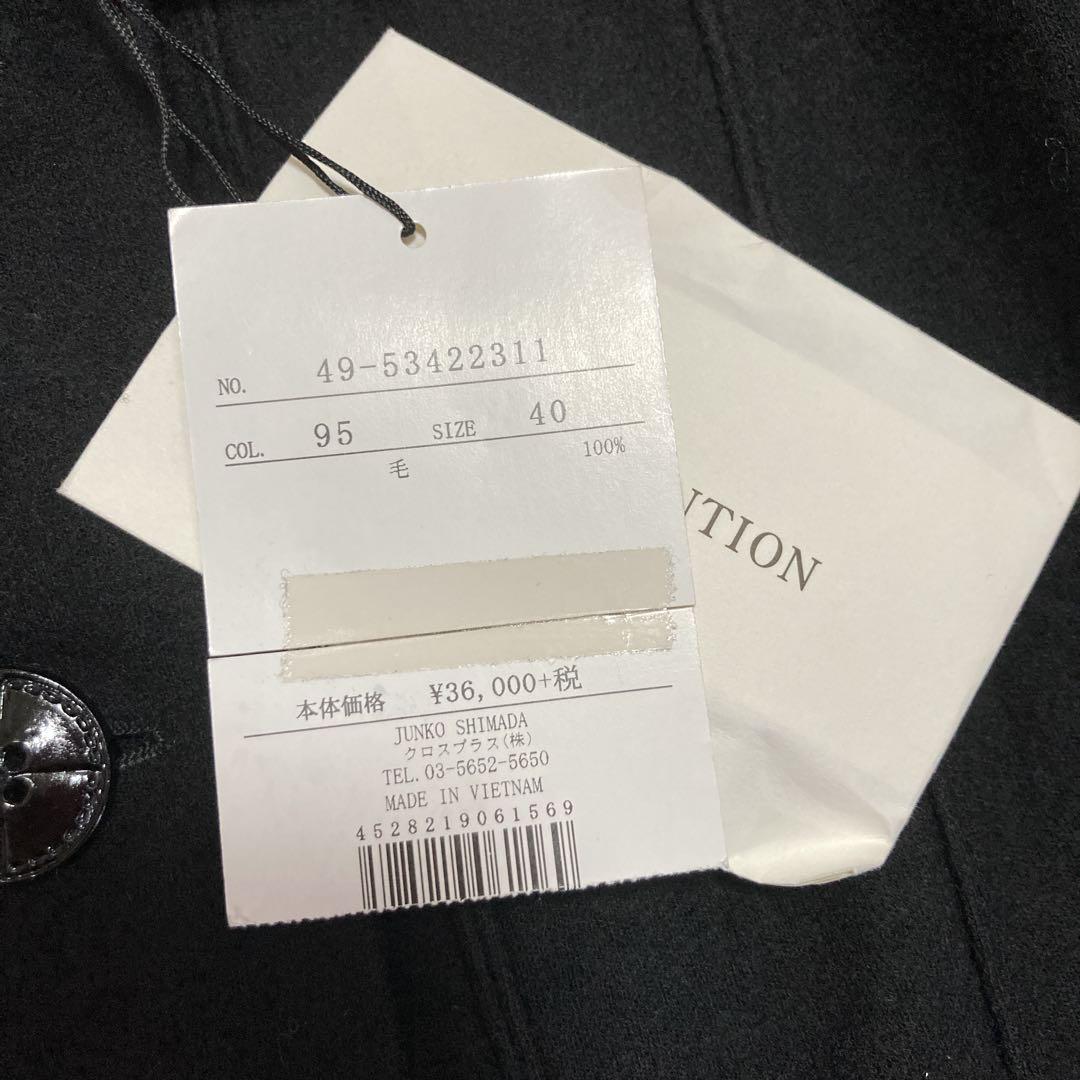 NO. 49-53422311
COL. 95 SIZE 40
毛 100%
本体価格 ¥36,000+税
JUNKO SHIMADA
クロスプラス(株)
TEL.03-5652-5650
MADE IN VIETNAM
4528219061569